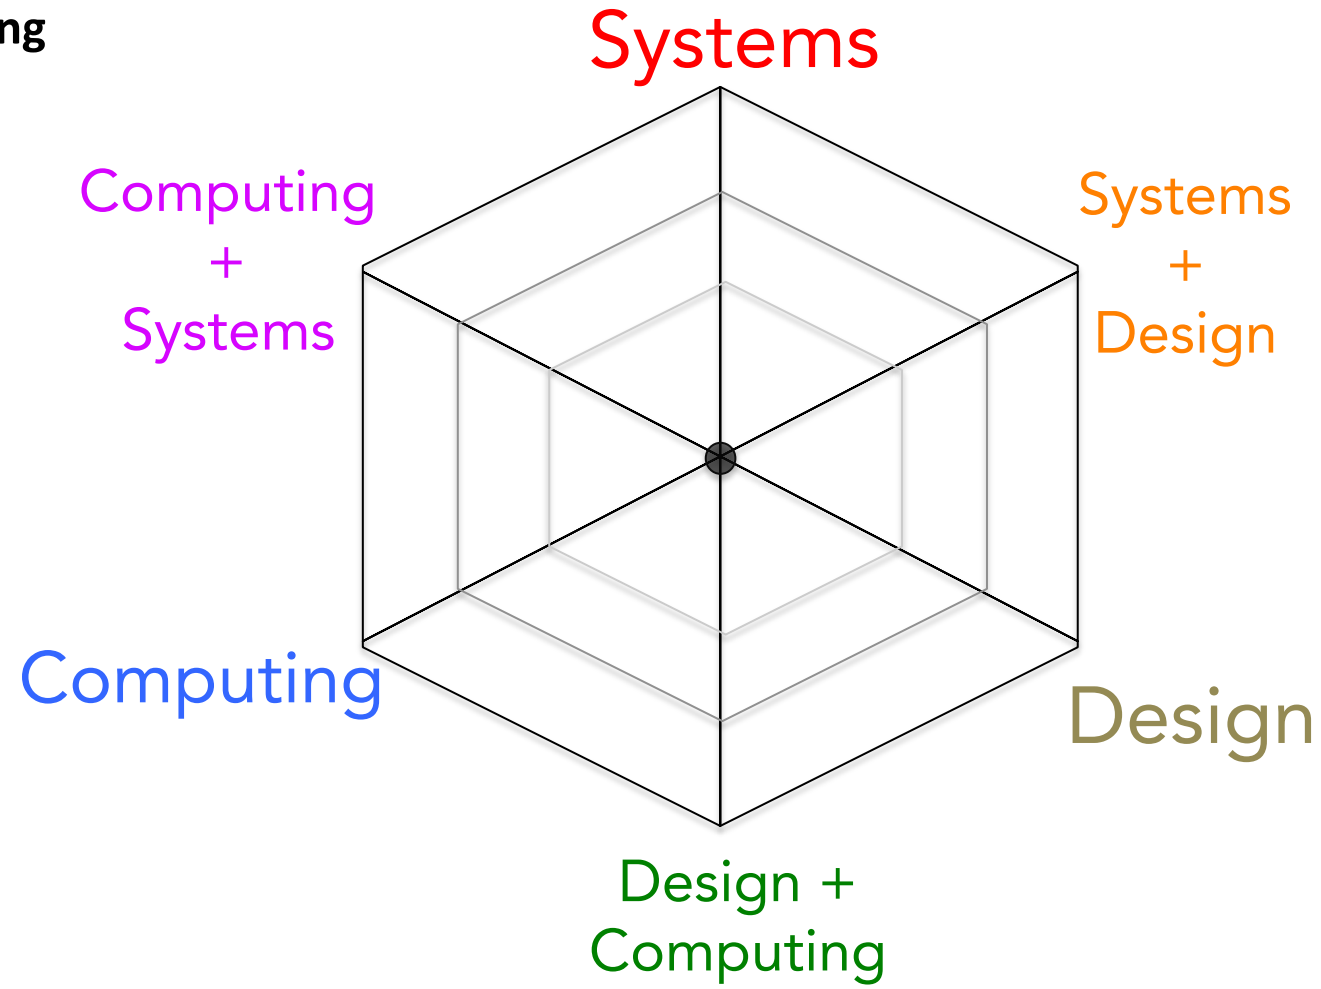 ng
Systems
Computing
+
Systems
Systems
+
Design
Computing
Design
Design +
Computing